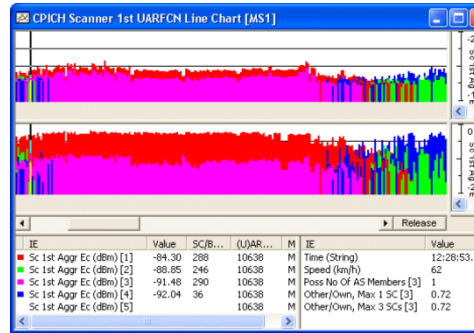 CPICH Scanner 1st UARFCN Line Chart [MS1]
Release
IE Value SC/B... (U)AR... M
Sc 1st Aggr Ec (dBm) [1] -84.30 288 10638
Sc 1st Aggr Ec (dBm) [2] -88.85 246 10638
Sc 1st Aggr Ec (dBm) [3] -91.48 290 10638
Sc 1st Aggr Ec (dBm) [4] -92.04 36 10638
Sc 1st Aggr Ec (dBm) [5] 10638
IE Value
Time (String) 12:28:53.
Speed (km/h) 62
Poss No Of AS Members [3] 1
Other/Own, Max 1 SC [3] 0.72
Other/Own, Max 3 SCs [3] 0.72